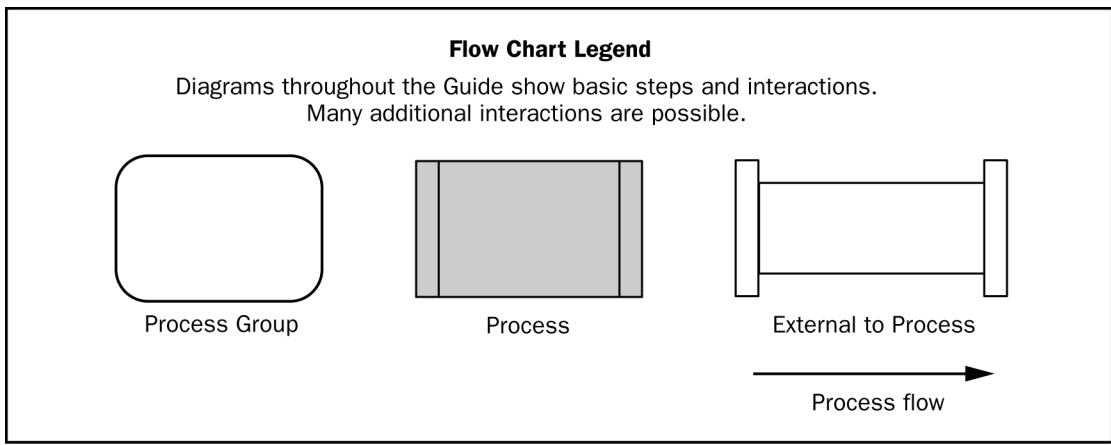 Flow Chart Legend
Diagrams throughout the Guide show basic steps and interactions.
Many additional interactions are possible.
Process Group
Process
External to Process
Process flow